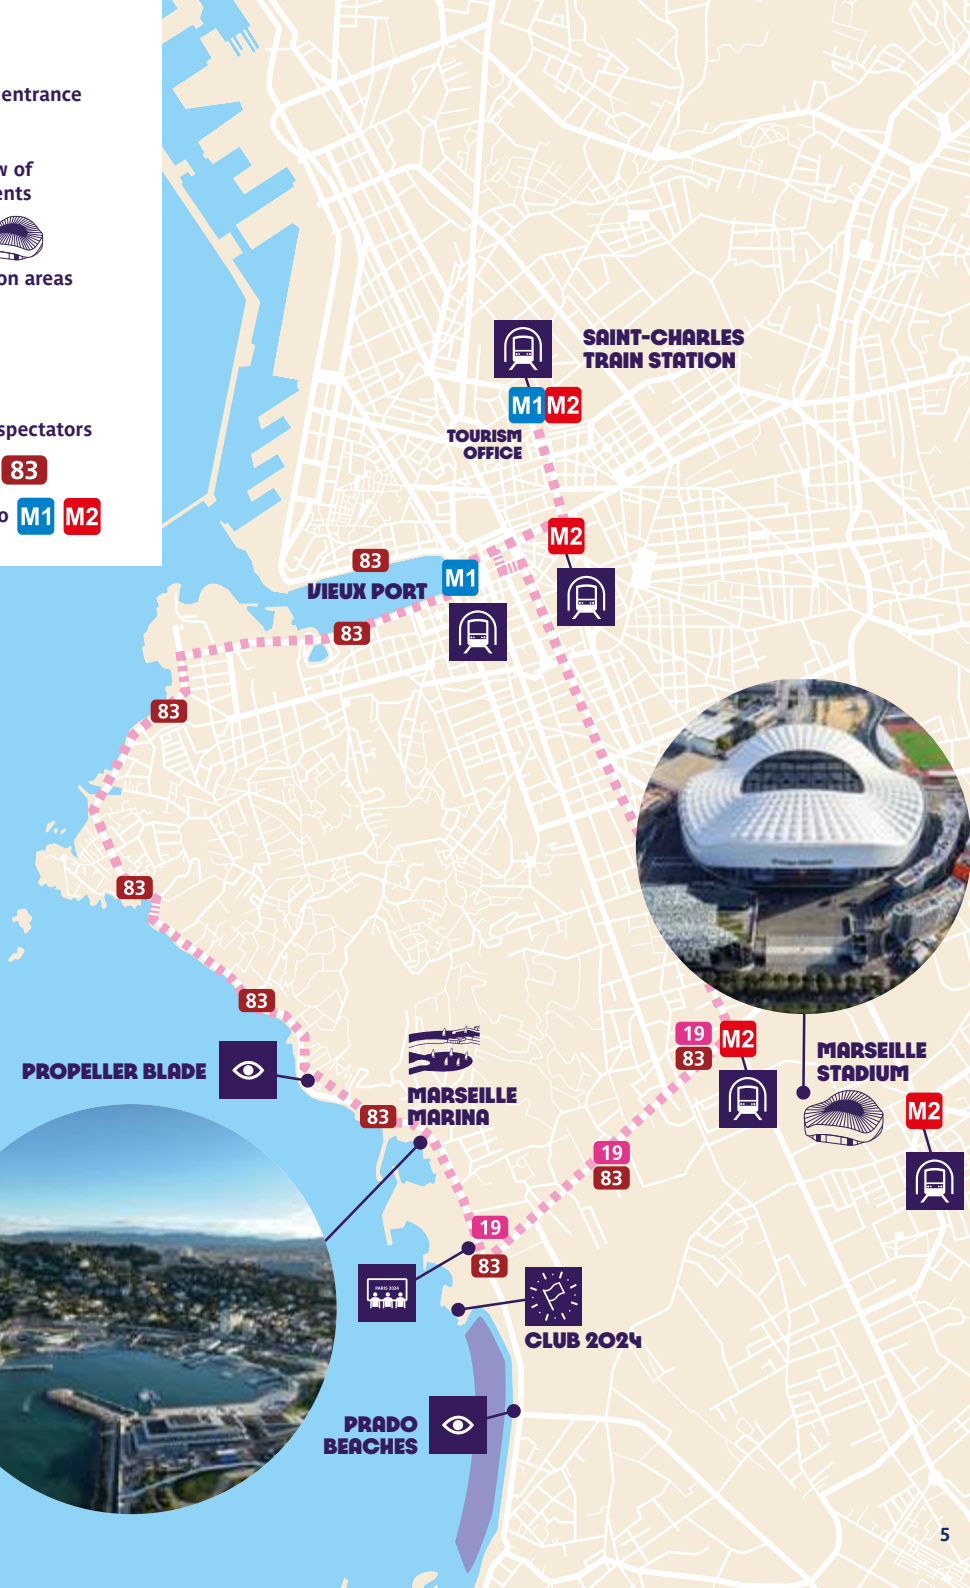 entrance
w of
ents
on areas
spectators
83
o M1 M2
SAINT-CHARLES
TRAIN STATION
M1 M2
TOURISM
OFFICE
M2
83
VIEUX PORT
M1
83
83
83
83
19
83
M2
MARSEILLE
STADIUM
M2
PROPELLER BLADE
MARSEILLE
MARINA
83
19
83
19
83
PARIS 2024
CLUB 2024
PRADO
BEACHES
5